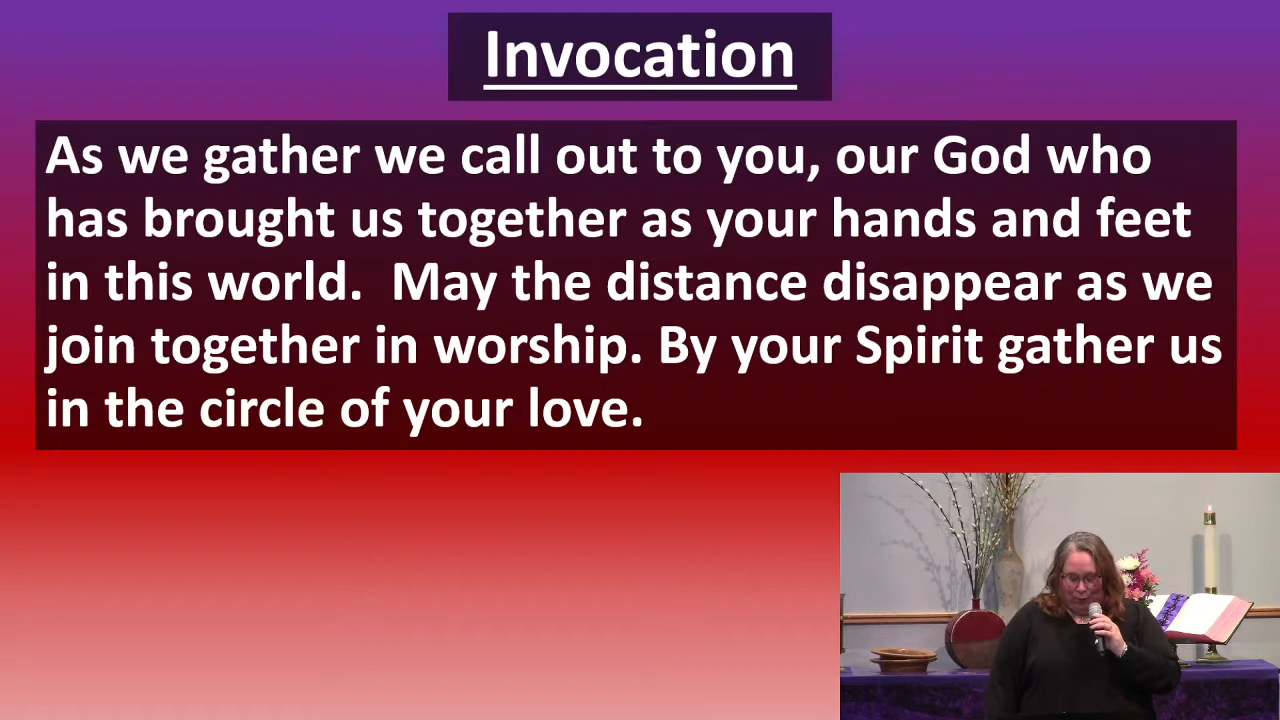 Invocation
As we gather we call out to you, our God who
has brought us together as your hands and feet
in this world.  May the distance disappear as we
join together in worship. By your Spirit gather us
in the circle of your love.